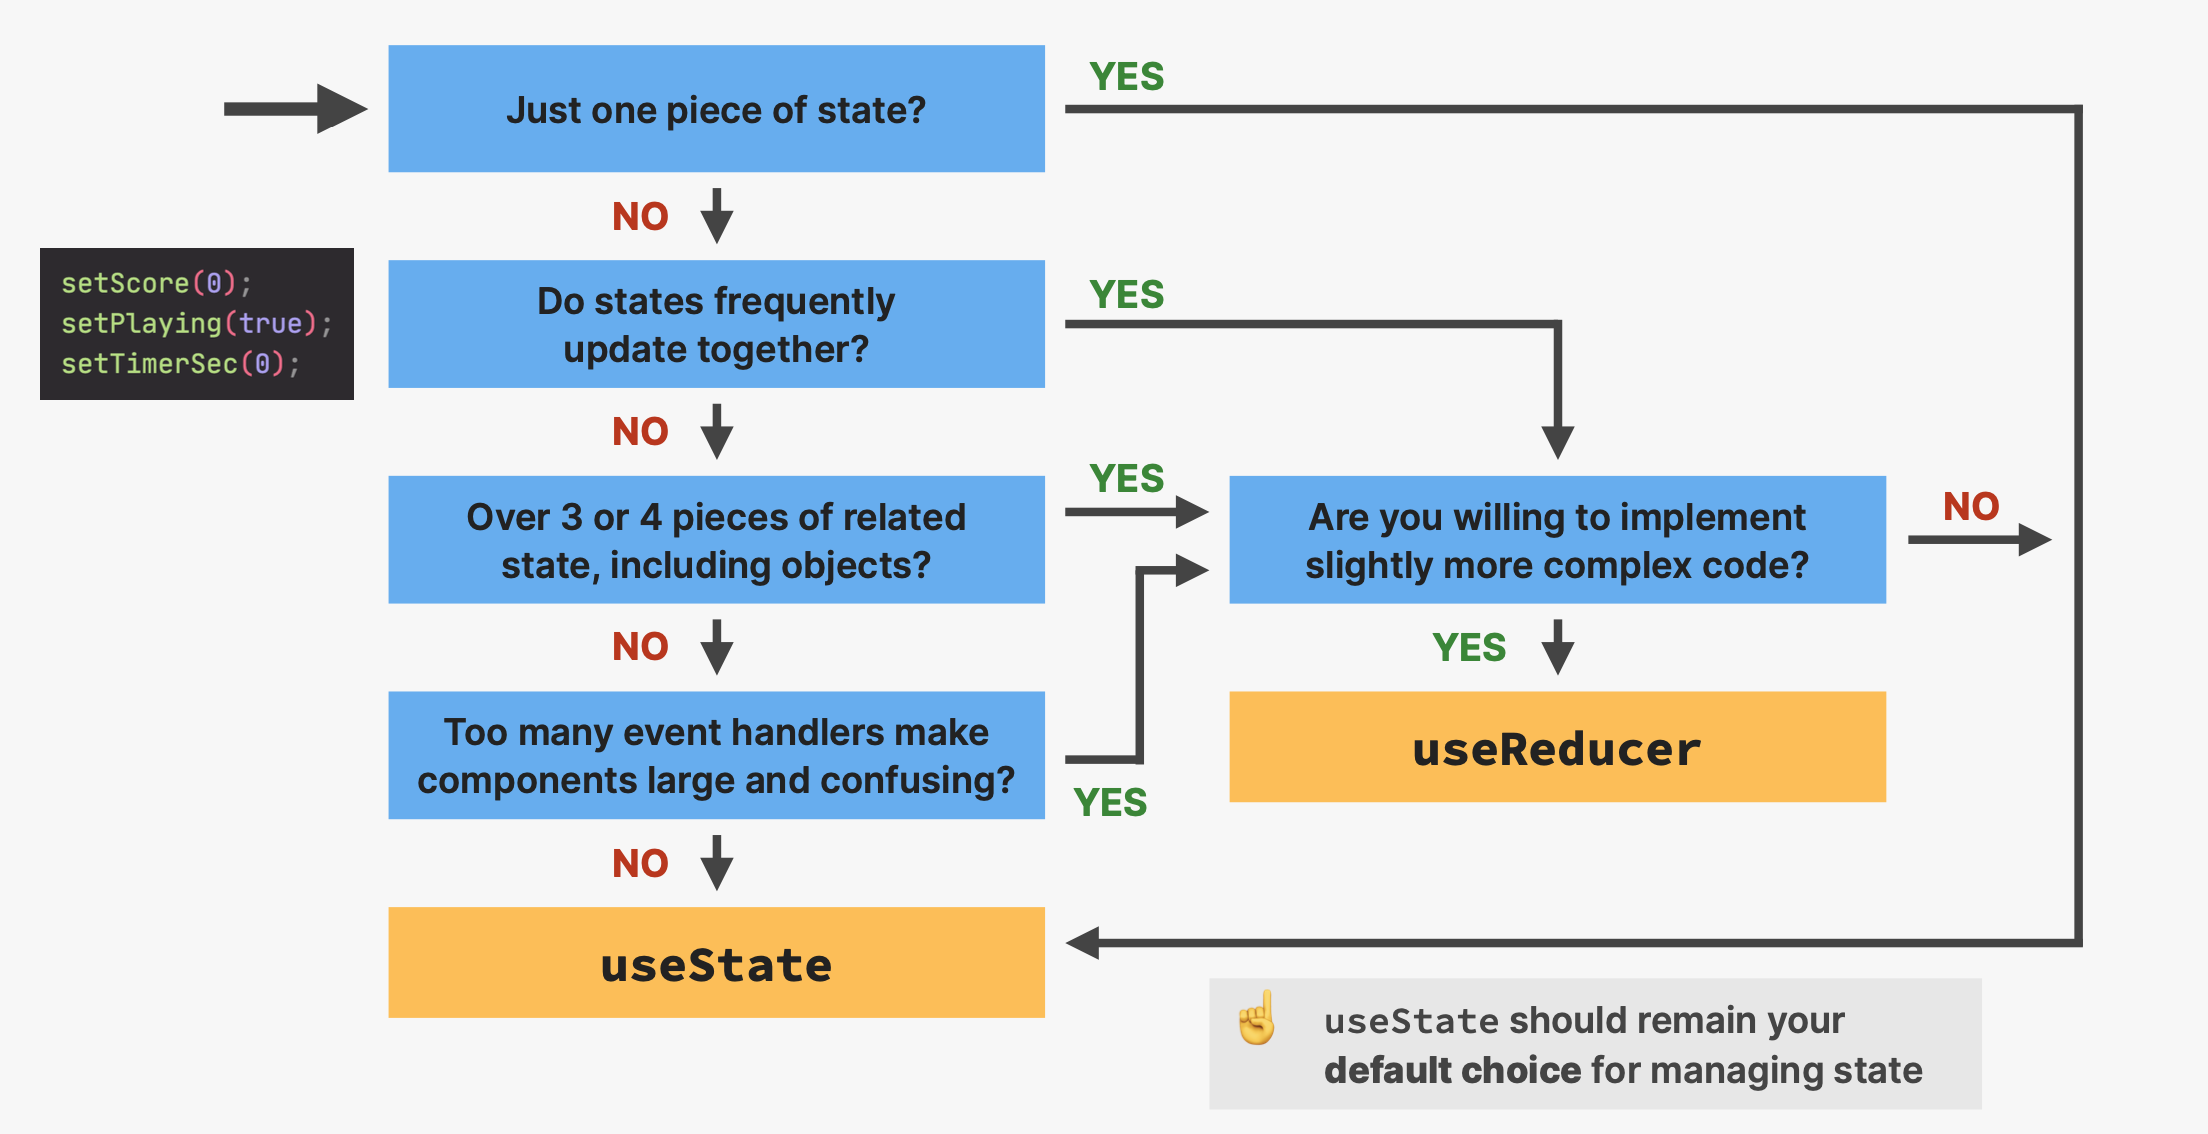 Just one piece of state?
YES
NO
setScore(0);
setPlaying(true);
setTimerSec(0);
Do states frequently
update together?
YES
NO
Over 3 or 4 pieces of related
state, including objects?
YES
Are you willing to implement
slightly more complex code?
NO
NO
YES
Too many event handlers make
components large and confusing?
YES
useReducer
NO
useState
useState should remain your
default choice for managing state